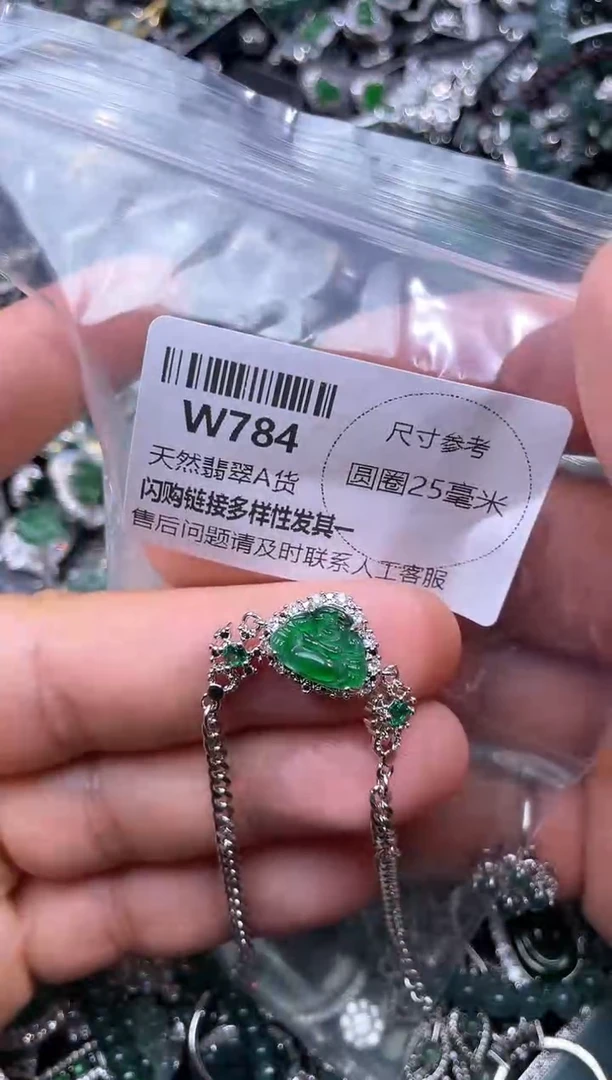 W784
天然翡翠A货
闪购链接多样性发其一
售后问题请及时联系人工客服
尺寸参考
圆圈25毫米